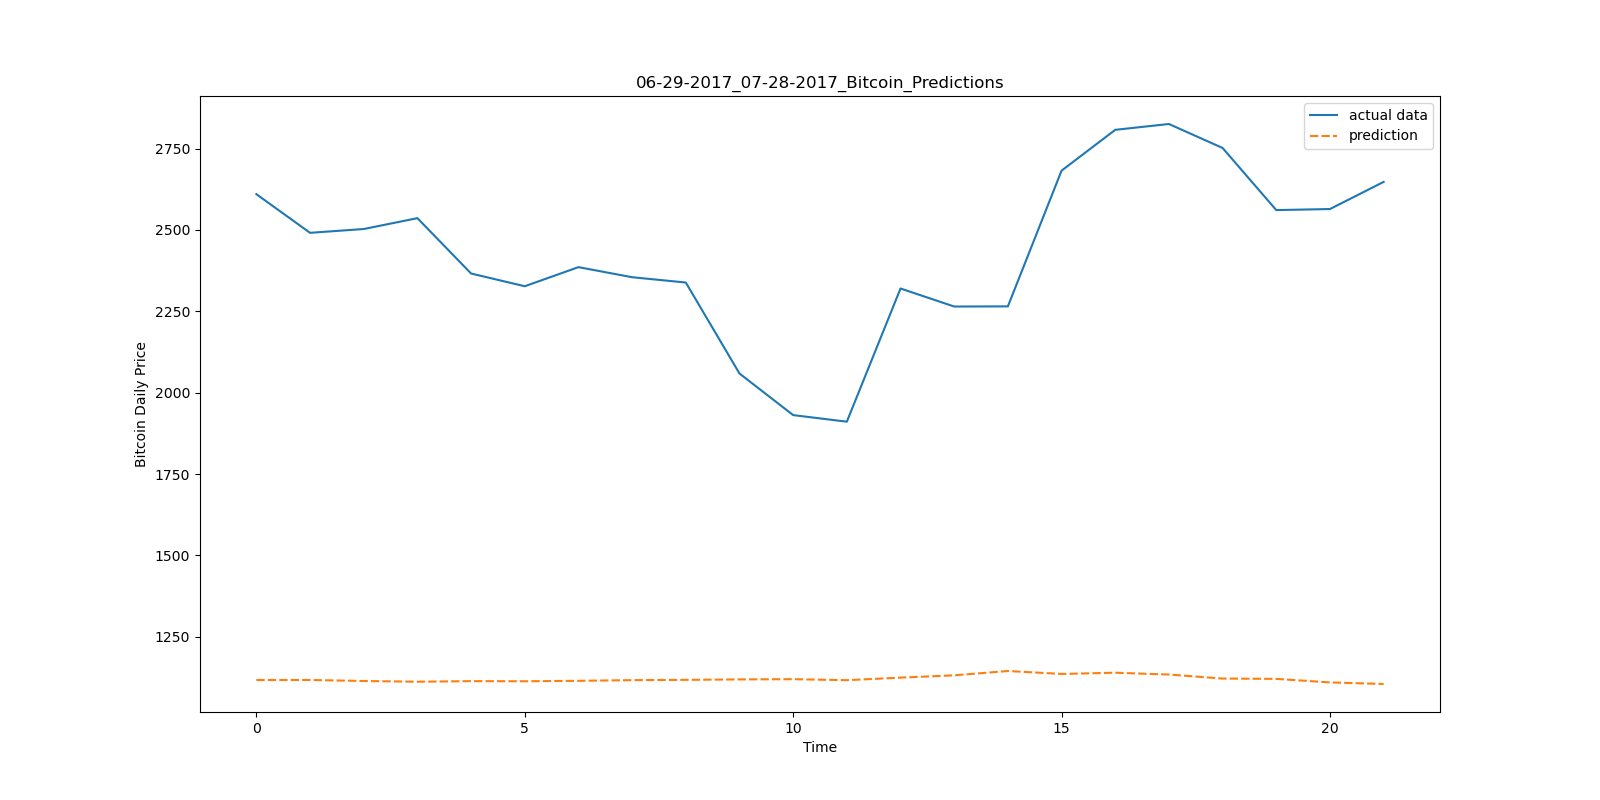 06-29-2017_07-28-2017_Bitcoin_Predictions
actual data
prediction
Bitcoin Daily Price
2750
2500
2250
2000
1750
1500
1250
0 5 10 15 20
Time